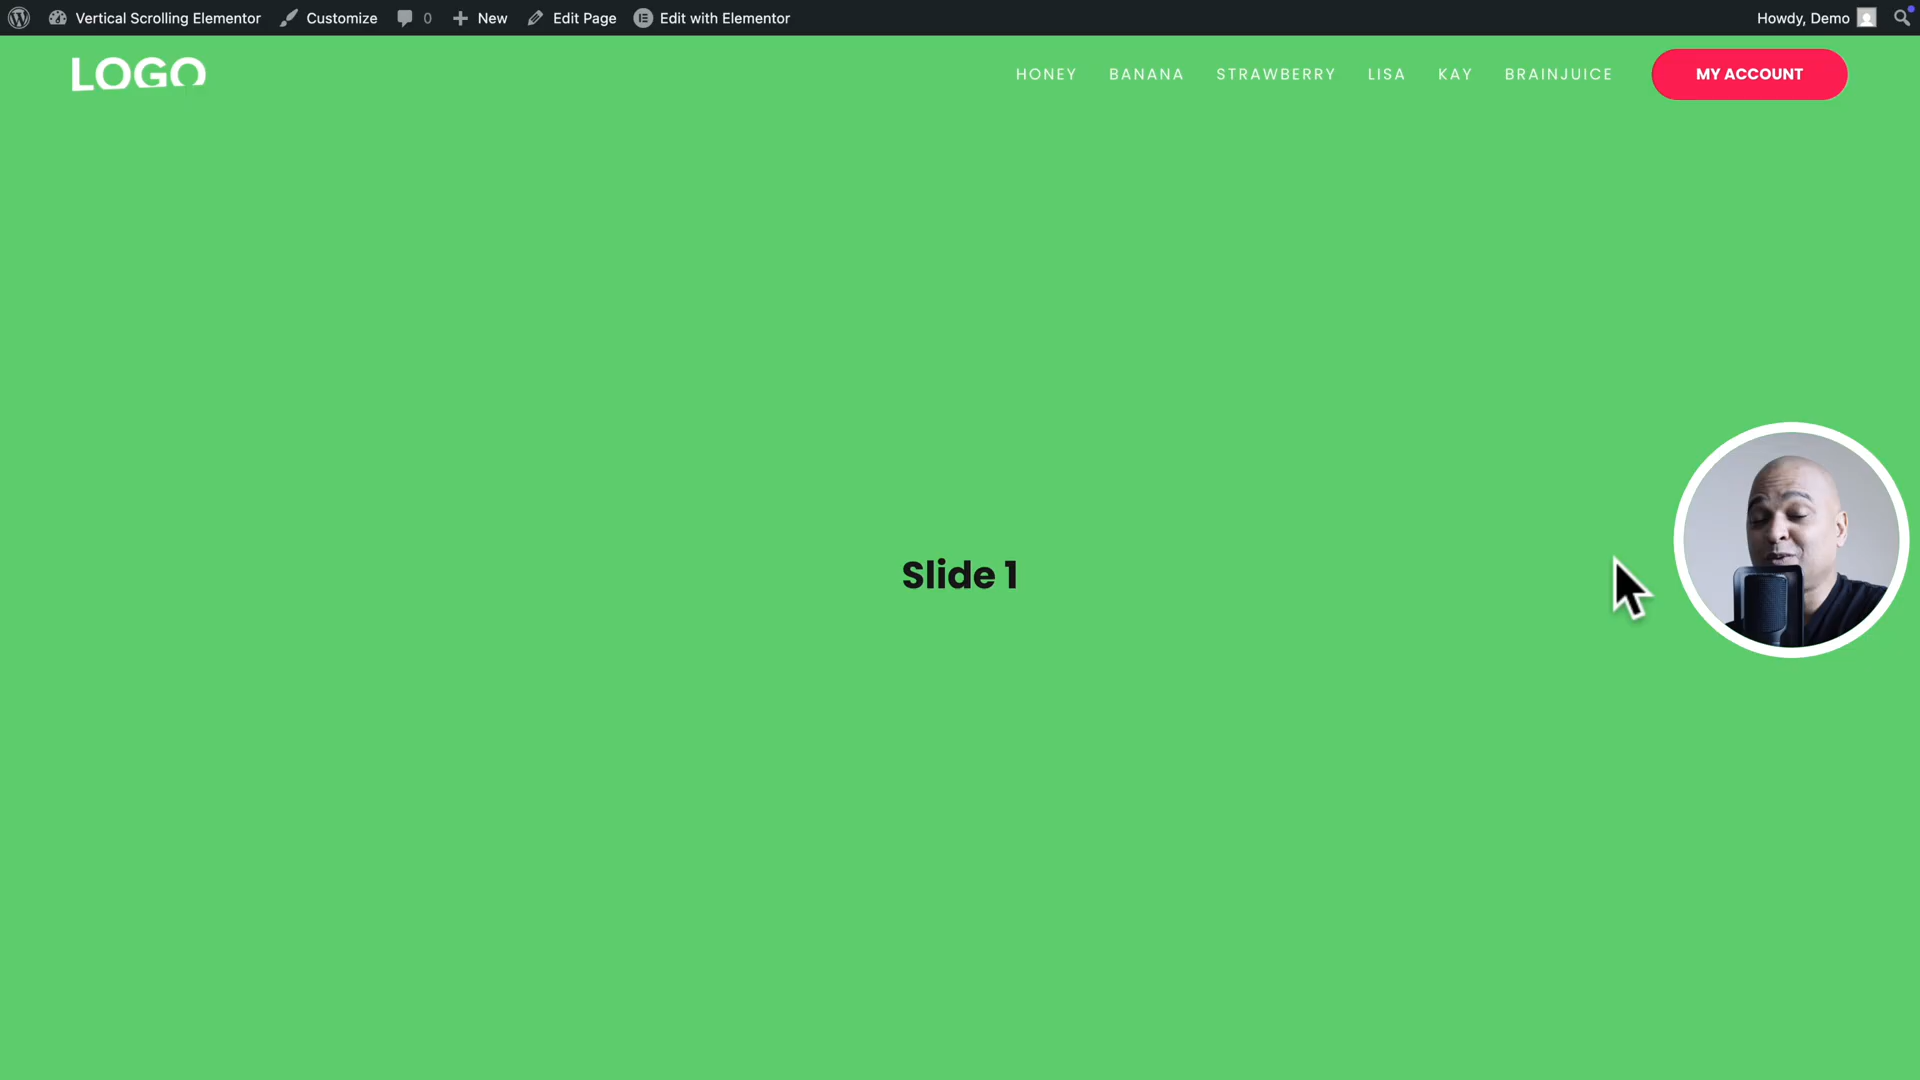 Vertical Scrolling Elementor Customize 0 New Edit Page Edit with Elementor Howdy, Demo
LOGO HONEY BANANA STRAWBERRY LISA KAY BRAINJUICE MY ACCOUNT
Slide 1